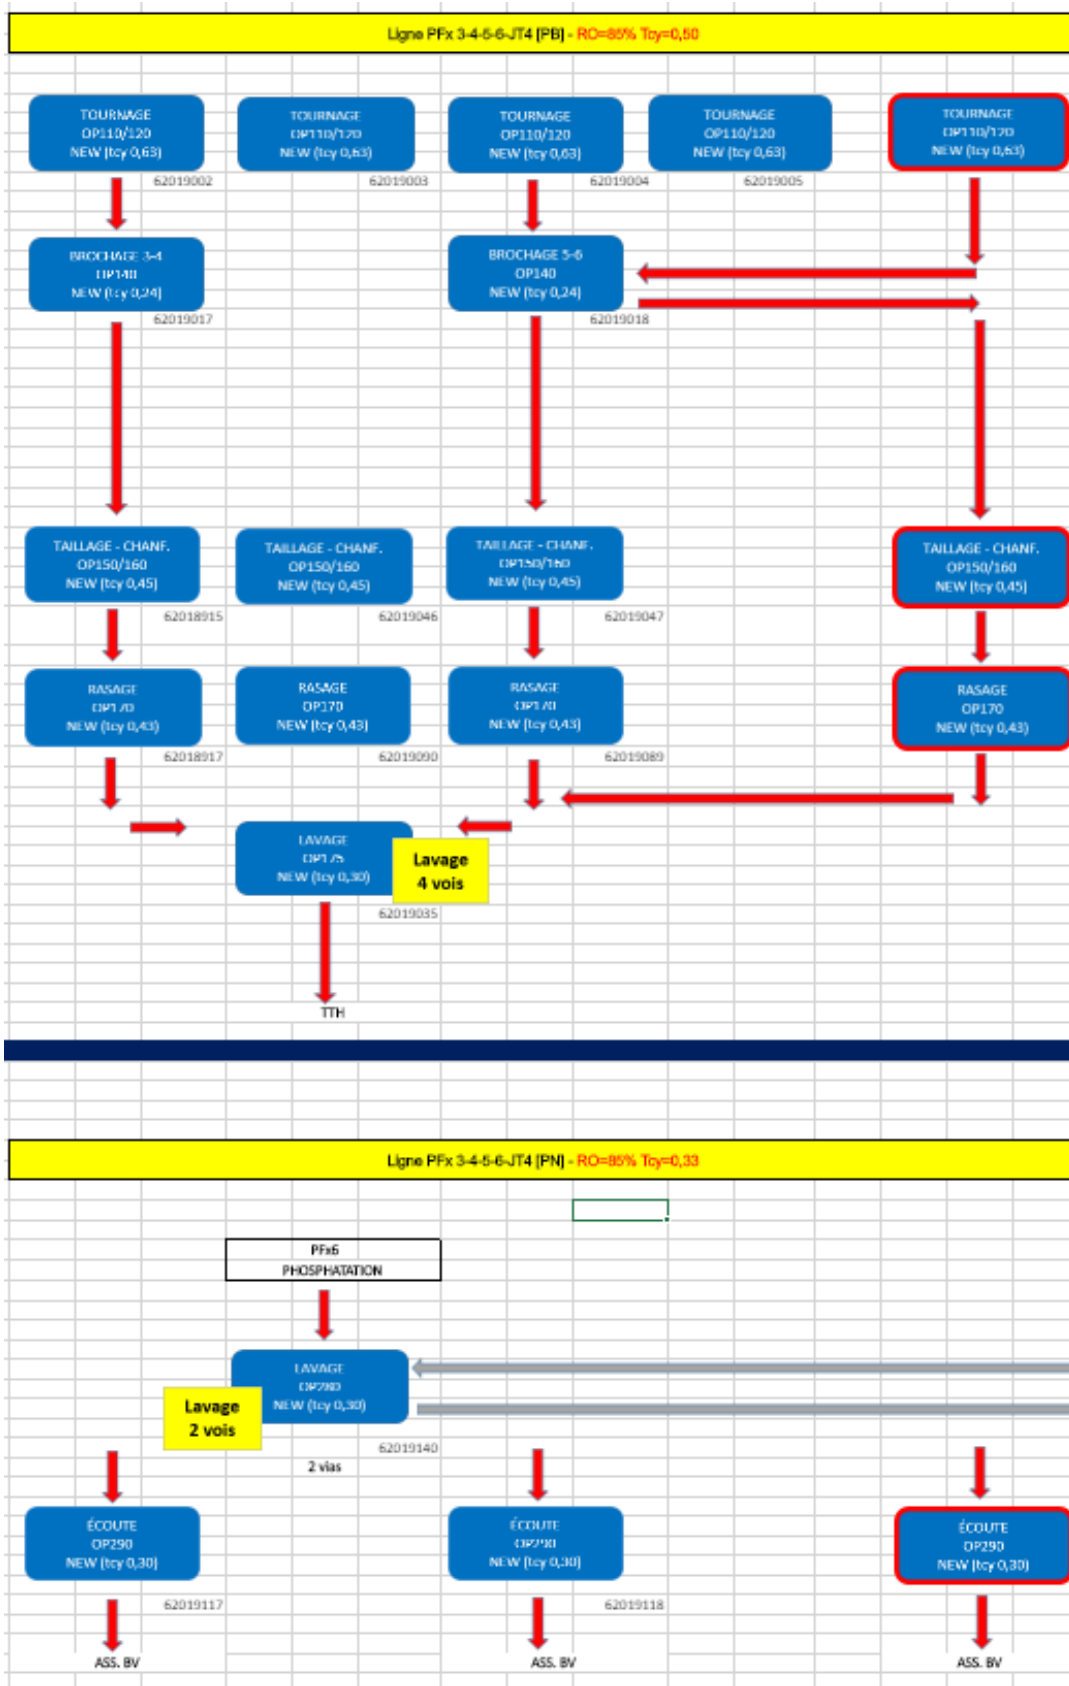 Ligne PFx 3-4-5-6-JT4 [PB] - RO=85% Tcy=0,50
TOURNAGE
OP110/120
NEW (tcy 0,63)
62019002
TOURNAGE
OP110/120
NEW (tcy 0,63)
62019003
TOURNAGE
OP110/120
NEW (tcy 0,63)
62019004
TOURNAGE
OP110/120
NEW (tcy 0,63)
62019005
TOURNAGE
OP110/120
NEW (tcy 0,63)
BROCHAGE 3-4
OP140
NEW (tcy 0,24)
62019017
BROCHAGE 5-6
OP140
NEW (tcy 0,24)
62019018
TAILLAGE - CHANF.
OP150/160
NEW (tcy 0,45)
62018915
TAILLAGE - CHANF.
OP150/160
NEW (tcy 0,45)
62019046
TAILLAGE - CHANF.
OP150/160
NEW (tcy 0,45)
62019047
TAILLAGE - CHANF.
OP150/160
NEW (tcy 0,45)
RASAGE
OP170
NEW (tcy 0,43)
62018917
RASAGE
OP170
NEW (tcy 0,43)
62019090
RASAGE
OP170
NEW (tcy 0,43)
62019089
RASAGE
OP170
NEW (tcy 0,43)
LAVAGE
OP175
NEW (tcy 0,30)
Lavage
4 vois
62019035
TTH
Ligne PFx 3-4-5-6-JT4 [PN] - RO=85% Tcy=0,33
PFx6
PHOSPHATATION
LAVAGE
OP280
NEW (tcy 0,30)
Lavage
2 vois
62019140
2 vias
ÉCOUTE
OP290
NEW (tcy 0,30)
62019117
ÉCOUTE
OP290
NEW (tcy 0,30)
62019118
ÉCOUTE
OP290
NEW (tcy 0,30)
ASS. BV
ASS. BV
ASS. BV